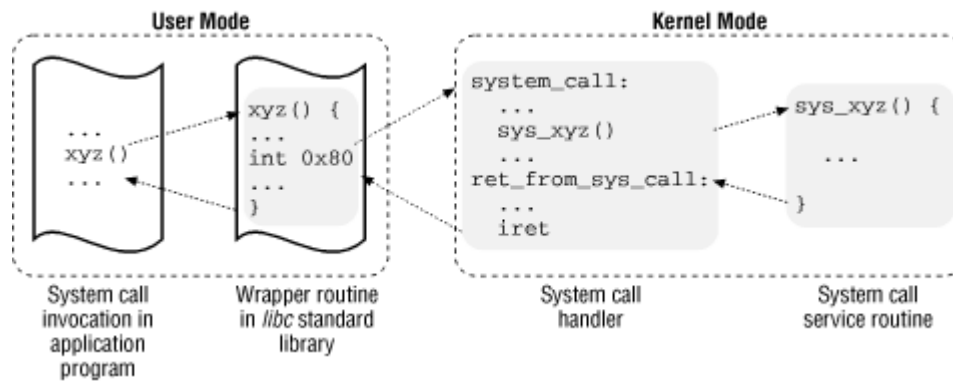 User Mode
Kernel Mode
...
xyz()
...
xyz() {
...
int 0x80
...
}
system_call:
...
sys_xyz()
...
ret_from_sys_call:
...
iret
sys_xyz() {
...
}
System call
invocation in
application
program
Wrapper routine
in libc standard
library
System call
handler
System call
service routine